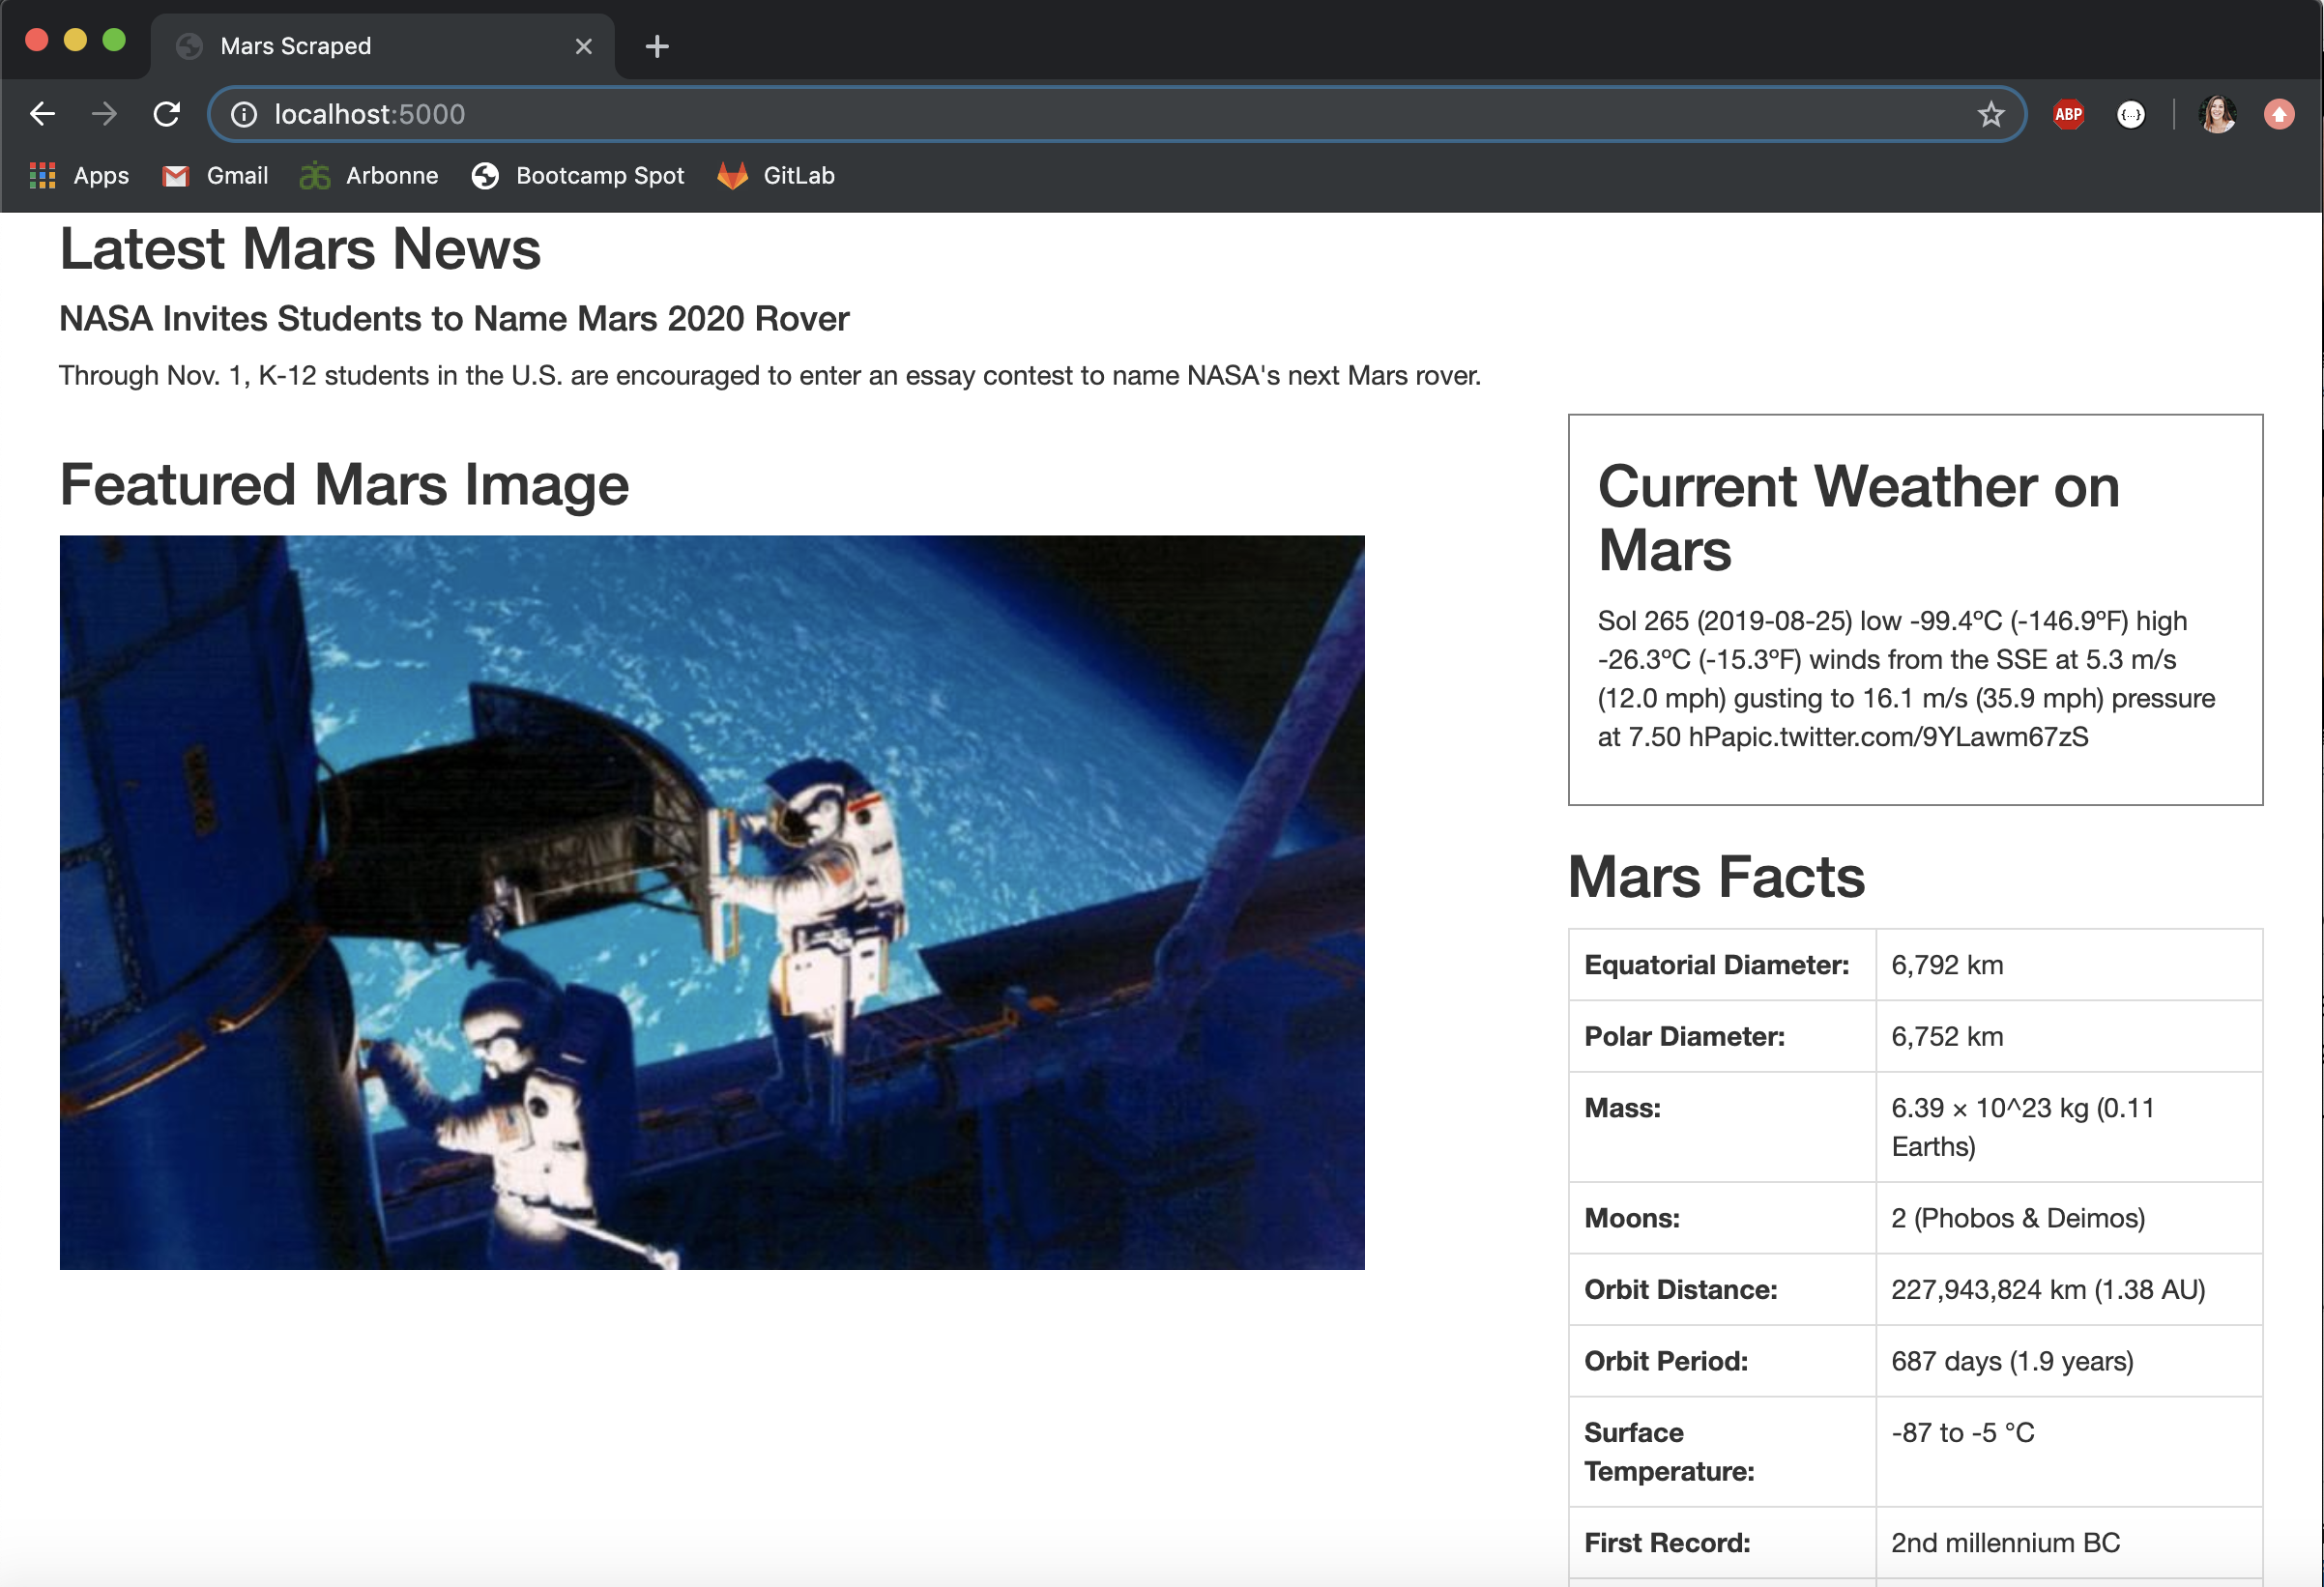 Mars Scraped
localhost:5000
ABP
{...}
Apps
Gmail
Arbonne
Bootcamp Spot
GitLab
Latest Mars News
NASA Invites Students to Name Mars 2020 Rover
Through Nov. 1, K-12 students in the U.S. are encouraged to enter an essay contest to name NASA's next Mars rover.
Featured Mars Image
Current Weather on
Mars
Sol 265 (2019-08-25) low -99.4ºC (-146.9ºF) high
-26.3ºC (-15.3ºF) winds from the SSE at 5.3 m/s
(12.0 mph) gusting to 16.1 m/s (35.9 mph) pressure
at 7.50 hPapic.twitter.com/9YLawm67zS
Mars Facts
Equatorial Diameter: 6,792 km
Polar Diameter: 6,752 km
Mass: 6.39 × 10^23 kg (0.11
Earths)
Moons: 2 (Phobos & Deimos)
Orbit Distance: 227,943,824 km (1.38 AU)
Orbit Period: 687 days (1.9 years)
Surface -87 to -5 °C
Temperature:
First Record: 2nd millennium BC